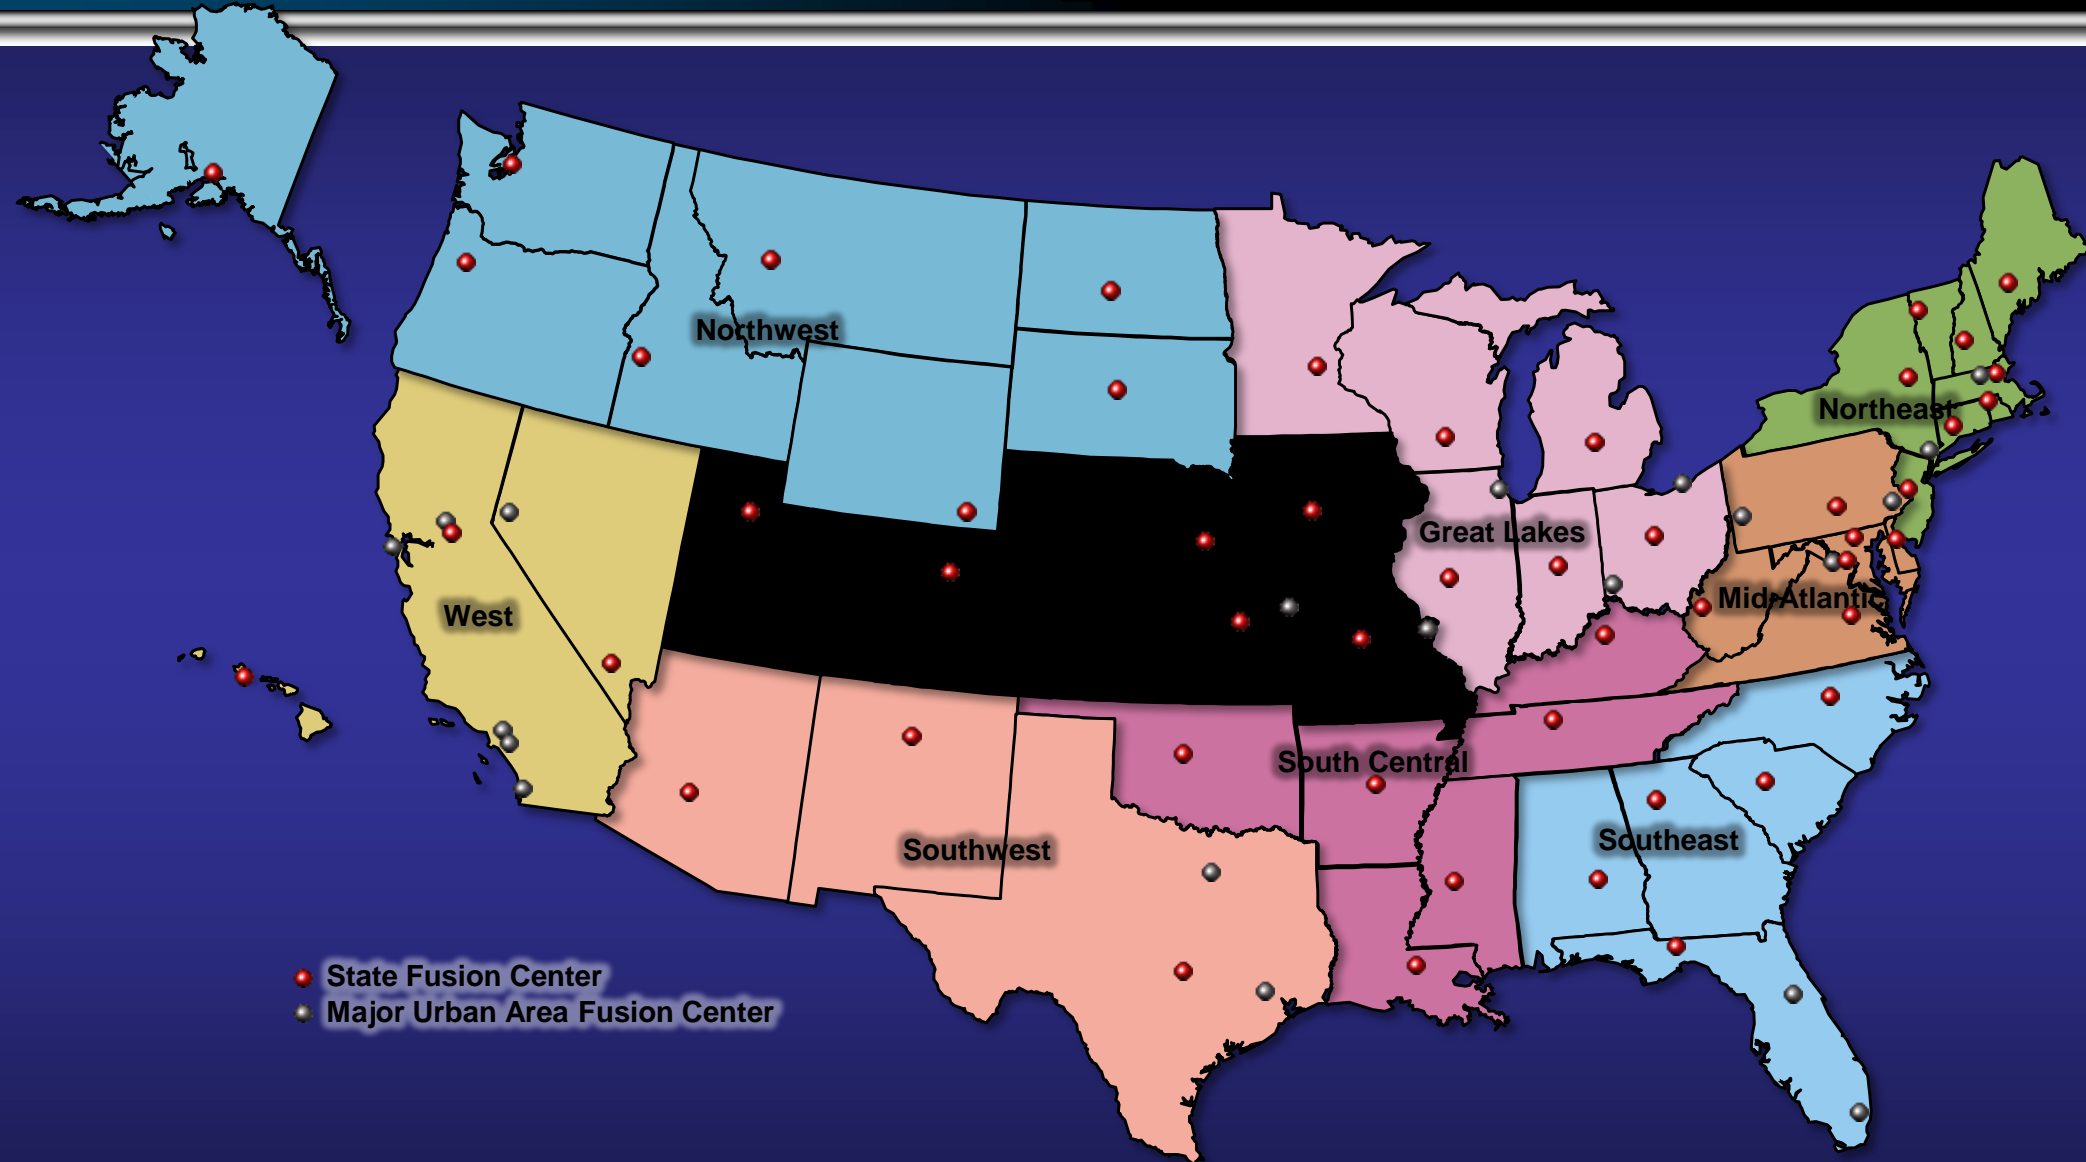 Northwest
Northeast
Great Lakes
Mid-Atlantic
West
South Central
Southeast
Southwest
State Fusion Center
Major Urban Area Fusion Center